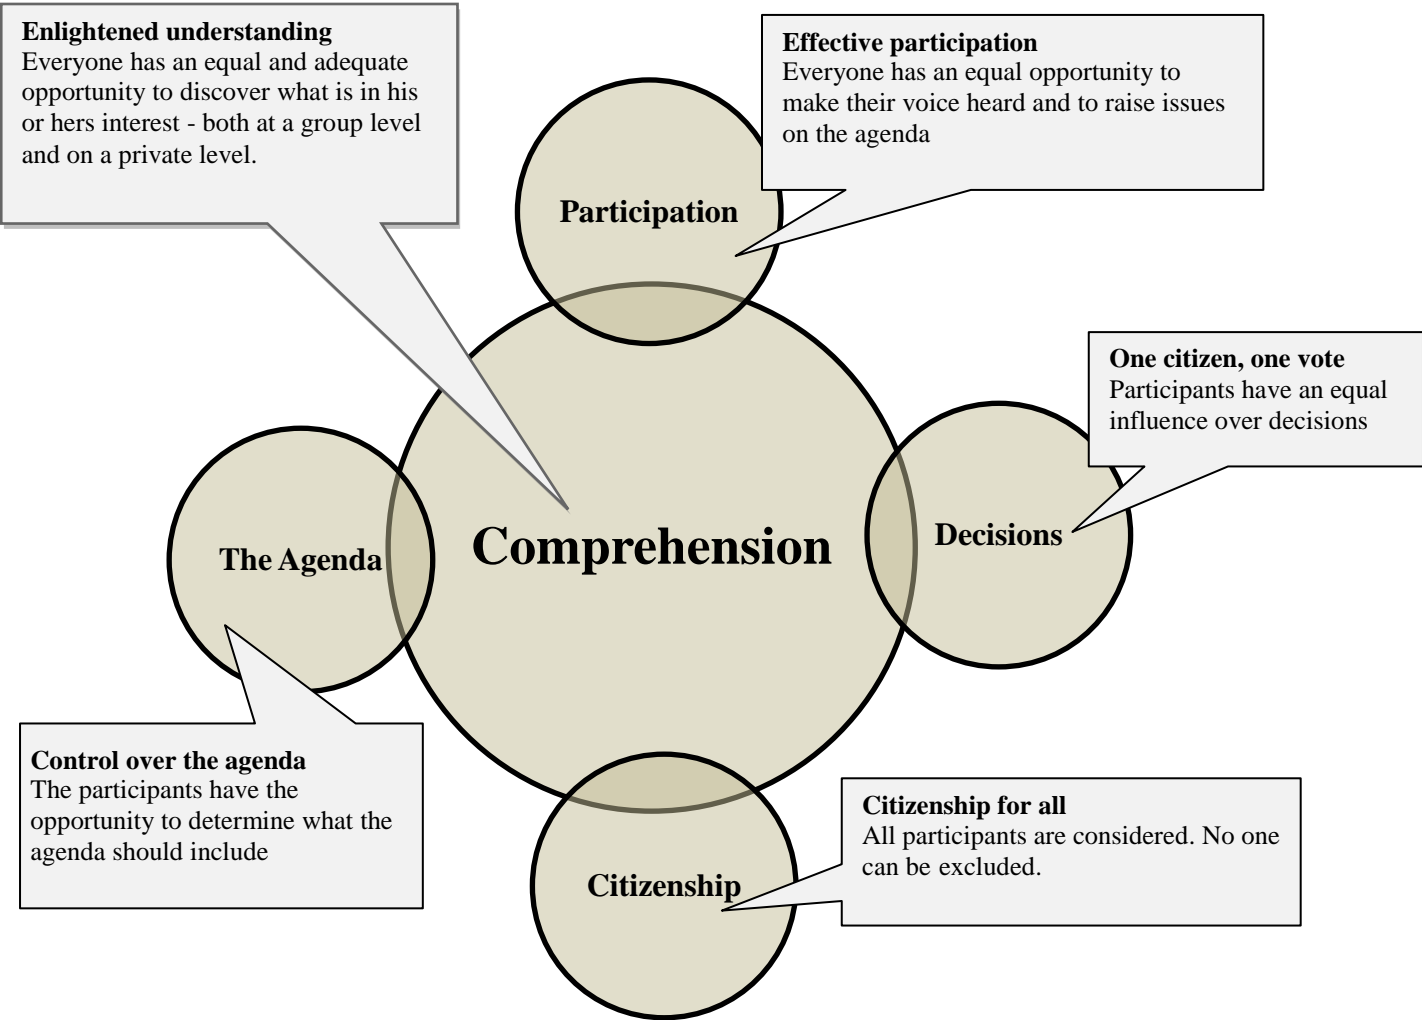 Enlightened understanding
Everyone has an equal and adequate
opportunity to discover what is in his
or hers interest - both at a group level
and on a private level.
Effective participation
Everyone has an equal opportunity to
make their voice heard and to raise issues
on the agenda
Participation
One citizen, one vote
Participants have an equal
influence over decisions
The Agenda
Comprehension
Decisions
Control over the agenda
The participants have the
opportunity to determine what the
agenda should include
Citizenship for all
All participants are considered. No one
can be excluded.
Citizenship